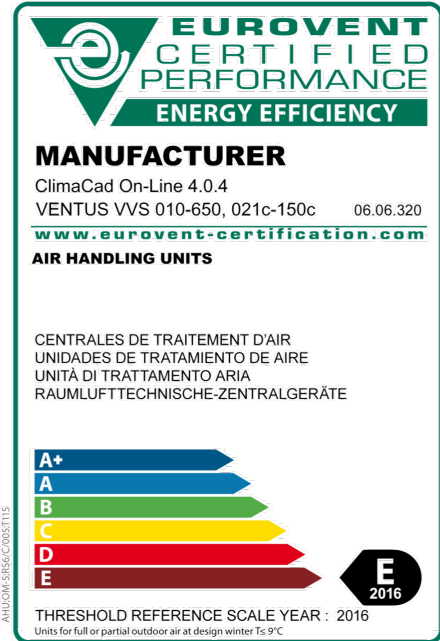 EUROVENT
CERTIFIED
PERFORMANCE
ENERGY EFFICIENCY
MANUFACTURER
ClimaCad On-Line 4.0.4
VENTUS VVS 010-650, 021c-150c 06.06.320
www.eurovent-certification.com
AIR HANDLING UNITS
CENTRALES DE TRAITEMENT D'AIR
UNIDADES DE TRATAMIENTO DE AIRE
UNITÀ DI TRATTAMENTO ARIA
RAUMLUFTTECHNISCHE-ZENTRALGERÄTE
A+
A
B
C
D
E
E
2016
THRESHOLD REFERENCE SCALE YEAR : 2016
Units for full or partial outdoor air at design winter T≤ 9°C
AHU;OM-5;RS6/C/005;T115